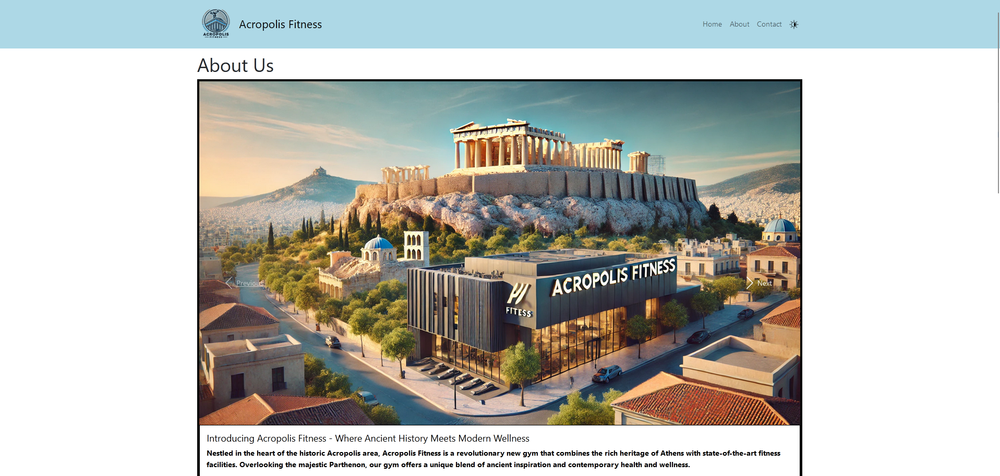 ACROPOLIS
FITNESS
Acropolis Fitness
Home
About
Contact
About Us
ACROPOLIS FITNESS
FITESS
Previous
Next
Introducing Acropolis Fitness - Where Ancient History Meets Modern Wellness
Nestled in the heart of the historic Acropolis area, Acropolis Fitness is a revolutionary new gym that combines the rich heritage of Athens with state-of-the-art fitness
facilities. Overlooking the majestic Parthenon, our gym offers a unique blend of ancient inspiration and contemporary health and wellness.